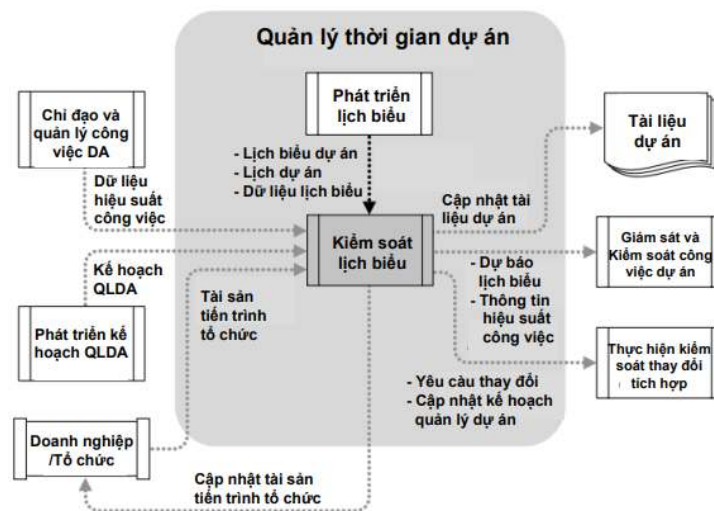 Quản lý thời gian dự án
Phát triển
lịch biểu
Chỉ đạo và
quản lý công
việc DA
Tài liệu
dự án
- Lịch biểu dự án
- Lịch dự án
- Dữ liệu lịch biểu
Dữ liệu
hiệu suất
công việc
Cập nhật tài
liệu dự án
Kiểm soát
lịch biểu
Giảm sát và
Kiểm soát công
việc dự án
Kế hoạch
QLDA
- Dự báo
lịch biểu
- Thông tin
hiệu suất
công việc
Tài sản
tiến trình
tổ chức
Phát triển kế
hoạch QLDA
Thực hiện kiểm
soát thay đổi
tích hợp
- Yêu cầu thay đổi
- Cập nhật kế hoạch
quản lý dự án
Doanh nghiệp
/Tổ chức
Cập nhật tài sản
tiến trình tổ chức